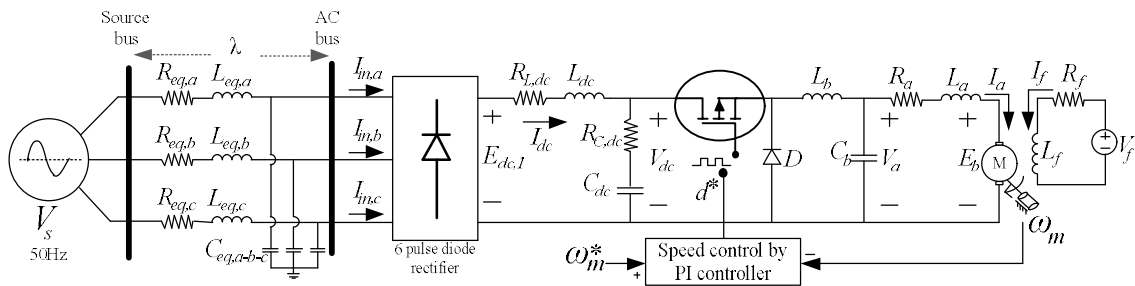 Source bus
λ
AC bus
R_eq,a L_eq,a I_in,a
R_eq,b L_eq,b I_in,b
R_eq,c L_eq,c I_in,c
C_eq,a-b-c
V_s
50Hz
6 pulse diode rectifier
+
E_dc,1
−
R_L,dc L_dc
I_dc
R_C,dc
C_dc
+
V_dc
−
d*
D
L_b
C_b
+
V_a
−
R_a L_a I_a
+
E_b
−
M
I_f R_f
L_f
+
−
V_f
ω_m
ω_m*
+
Speed control by PI controller
−